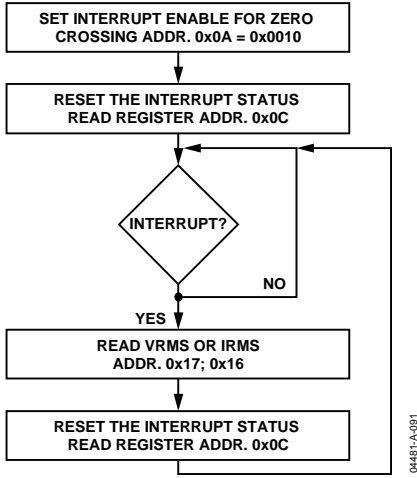 SET INTERRUPT ENABLE FOR ZERO
CROSSING ADDR. 0x0A = 0x0010
RESET THE INTERRUPT STATUS
READ REGISTER ADDR. 0x0C
INTERRUPT?
NO
YES
READ VRMS OR IRMS
ADDR. 0x17; 0x16
RESET THE INTERRUPT STATUS
READ REGISTER ADDR. 0x0C
04481-A-091